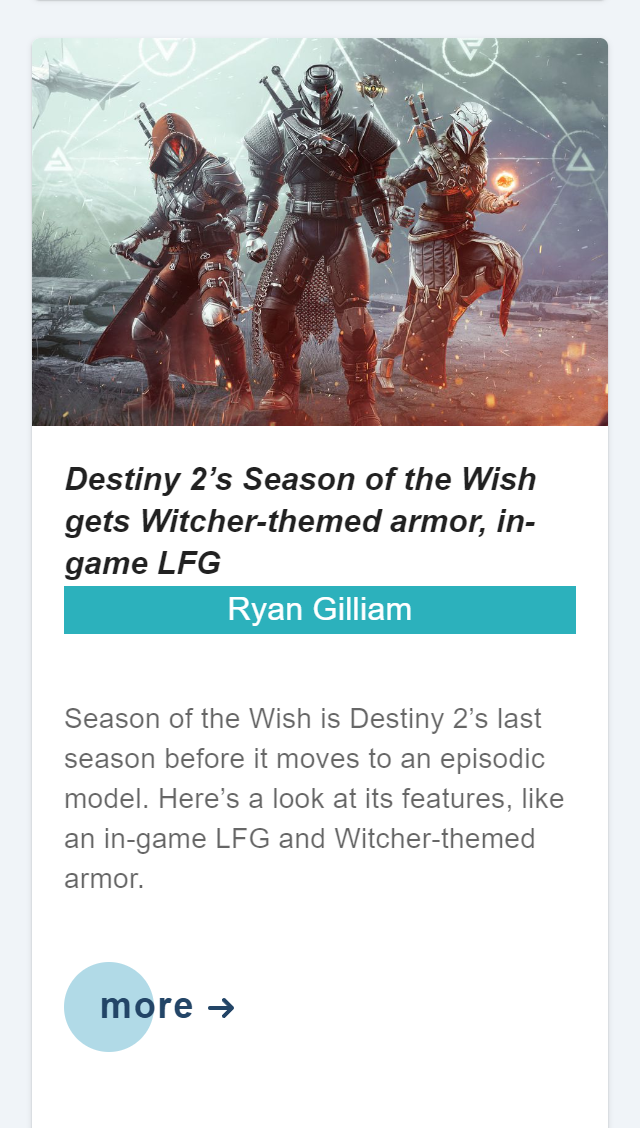 Destiny 2’s Season of the Wish
gets Witcher-themed armor, in-
game LFG
Ryan Gilliam
Season of the Wish is Destiny 2’s last
season before it moves to an episodic
model. Here’s a look at its features, like
an in-game LFG and Witcher-themed
armor.
more →